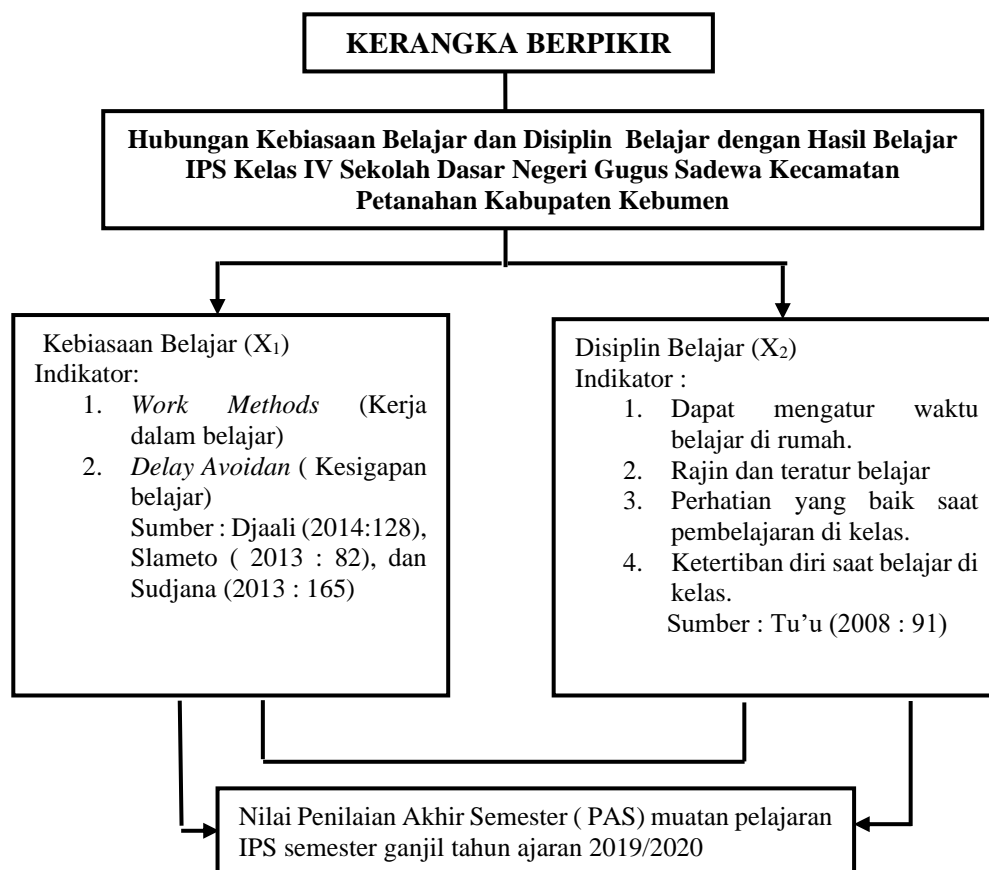 KERANGKA BERPIKIR
Hubungan Kebiasaan Belajar dan Disiplin Belajar dengan Hasil Belajar
IPS Kelas IV Sekolah Dasar Negeri Gugus Sadewa Kecamatan
Petanahan Kabupaten Kebumen
Kebiasaan Belajar (X₁)
Indikator:
1. Work Methods (Kerja
dalam belajar)
2. Delay Avoidan ( Kesigapan
belajar)
Sumber : Djaali (2014:128),
Slameto ( 2013 : 82), dan
Sudjana (2013 : 165)
Disiplin Belajar (X₂)
Indikator :
1. Dapat mengatur waktu
belajar di rumah.
2. Rajin dan teratur belajar
3. Perhatian yang baik saat
pembelajaran di kelas.
4. Ketertiban diri saat belajar di
kelas.
Sumber : Tu’u (2008 : 91)
Nilai Penilaian Akhir Semester ( PAS) muatan pelajaran
IPS semester ganjil tahun ajaran 2019/2020